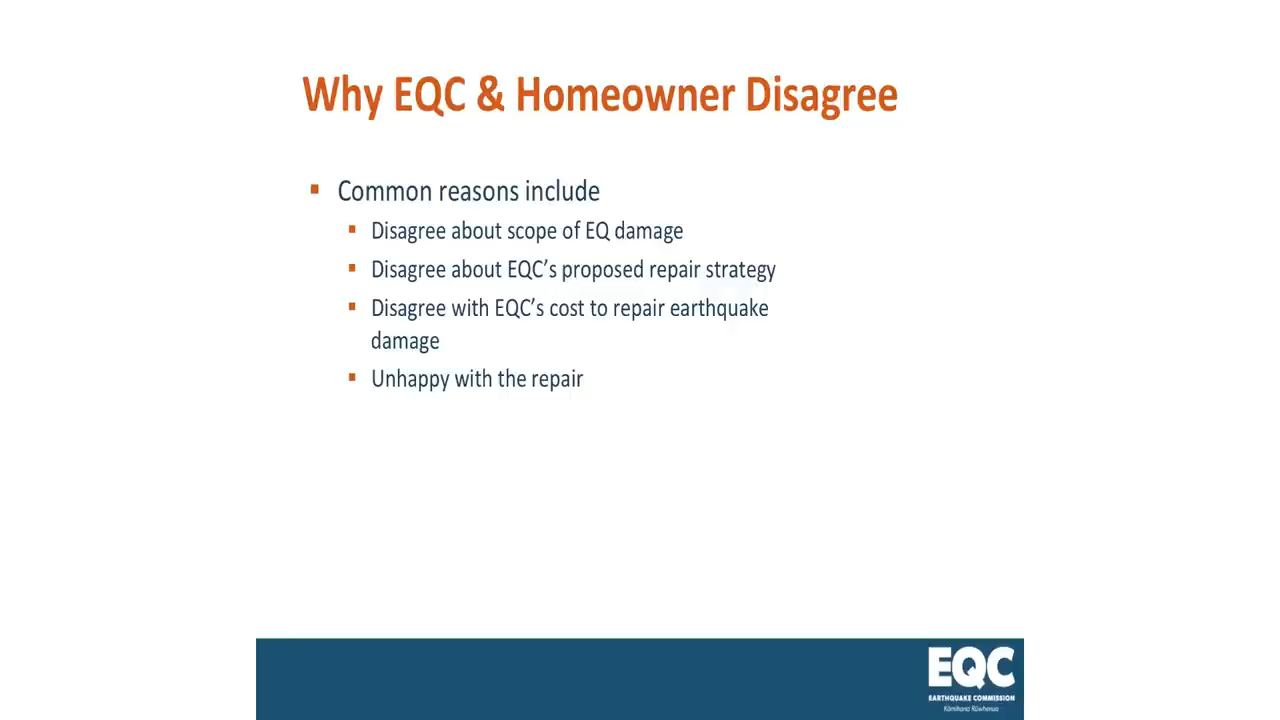 Why EQC & Homeowner Disagree
Common reasons include
Disagree about scope of EQ damage
Disagree about EQC’s proposed repair strategy
Disagree with EQC’s cost to repair earthquake
damage
Unhappy with the repair
EQC
EARTHQUAKE COMMISSION
Kōmihana Rūwhenua